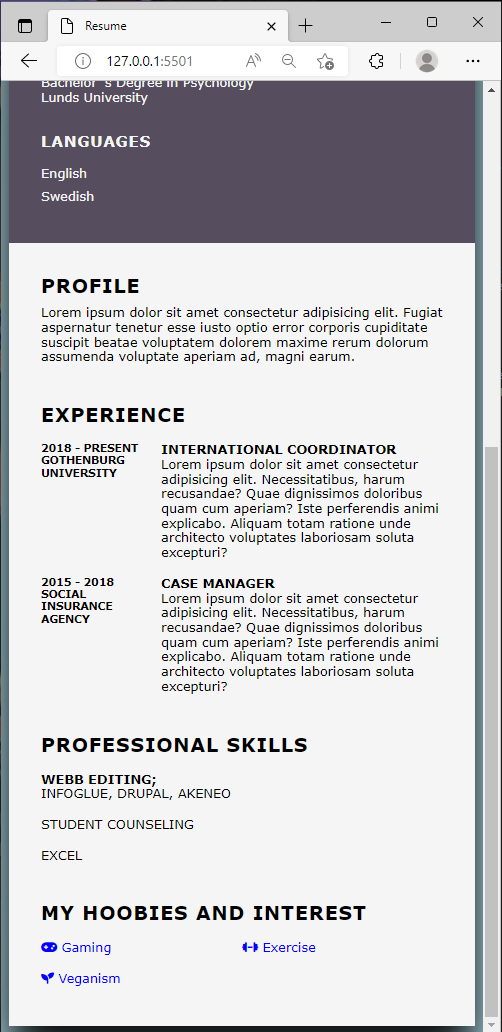 Resume
127.0.0.1:5501
Bachelor´s Degree in Psychology
Lunds University
LANGUAGES
English
Swedish
PROFILE
Lorem ipsum dolor sit amet consectetur adipisicing elit. Fugiat
aspernatur tenetur esse iusto optio error corporis cupiditate
suscipit beatae voluptatem dolorem maxime rerum dolorum
assumenda voluptate aperiam ad, magni earum.
EXPERIENCE
2018 - PRESENT
GOTHENBURG
UNIVERSITY
INTERNATIONAL COORDINATOR
Lorem ipsum dolor sit amet consectetur
adipisicing elit. Necessitatibus, harum
recusandae? Quae dignissimos doloribus
quam cum aperiam? Iste perferendis animi
explicabo. Aliquam totam ratione unde
architecto voluptates laboriosam soluta
excepturi?
2015 - 2018
SOCIAL
INSURANCE
AGENCY
CASE MANAGER
Lorem ipsum dolor sit amet consectetur
adipisicing elit. Necessitatibus, harum
recusandae? Quae dignissimos doloribus
quam cum aperiam? Iste perferendis animi
explicabo. Aliquam totam ratione unde
architecto voluptates laboriosam soluta
excepturi?
PROFESSIONAL SKILLS
WEBB EDITING;
INFOGLUE, DRUPAL, AKENEO
STUDENT COUNSELING
EXCEL
MY HOOBIES AND INTEREST
Gaming
Exercise
Veganism